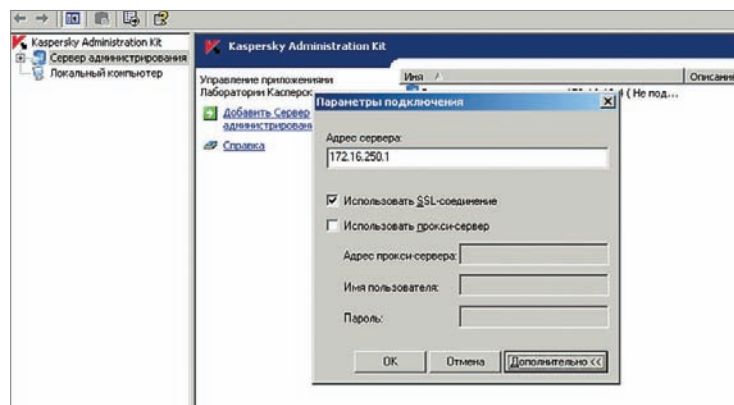 Kaspersky Administration Kit
Сервер администрирования
Локальный компьютер
Kaspersky Administration Kit
Управление приложениями
Лаборатории Касперск
Добавить Сервер
администрирован
Справка
Имя
Описание
( Не под...
Параметры подключения
Адрес сервера:
172.16.250.1
Использовать SSL-соединение
Использовать прокси-сервер
Адрес прокси-сервера:
Имя пользователя:
Пароль:
OK
Отмена
Дополнительно <<